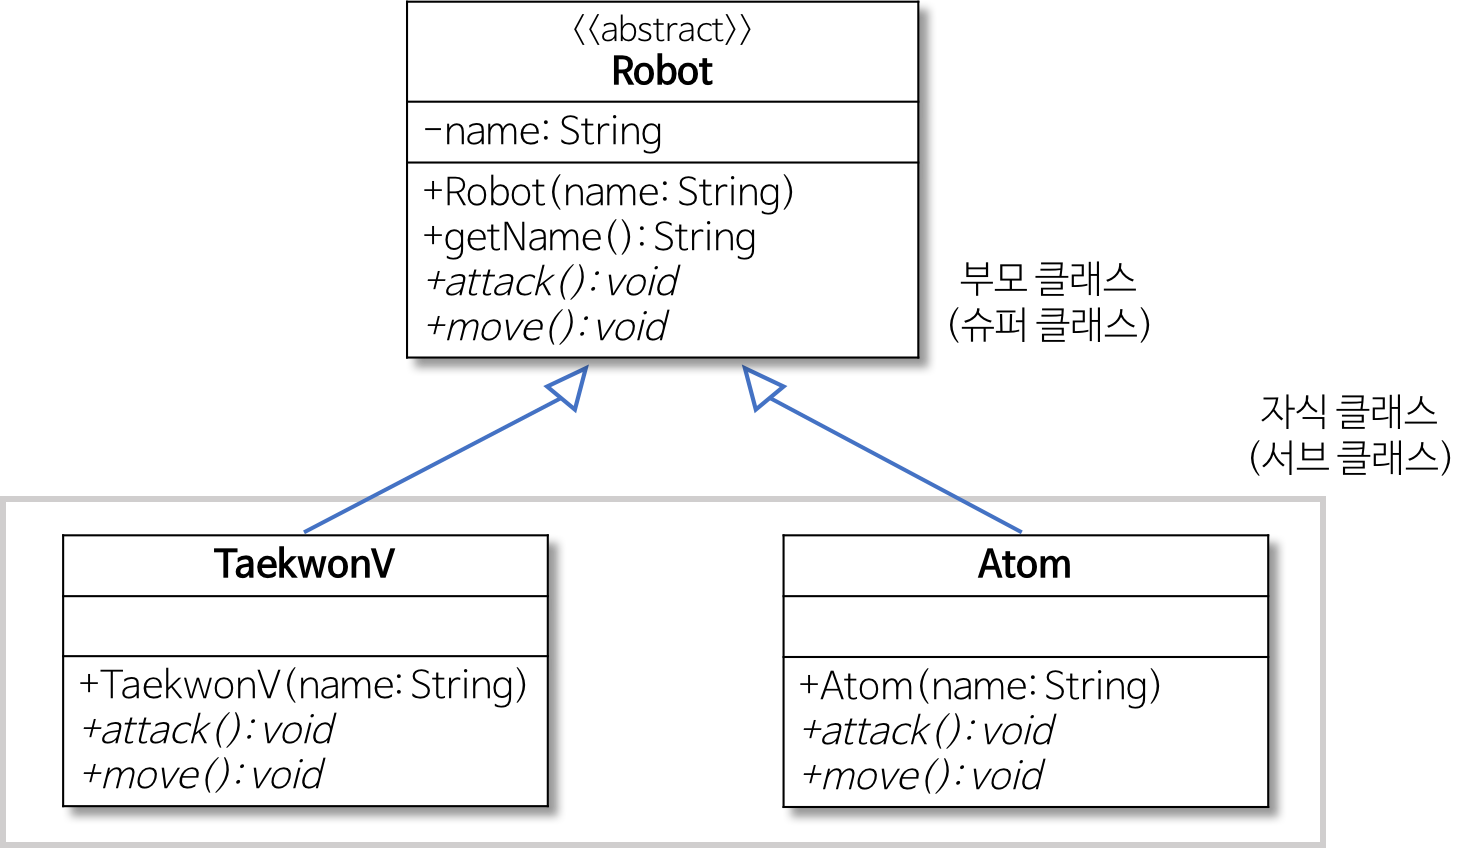 <<abstract>>
Robot
-name: String
+Robot(name: String)
+getName(): String
+attack(): void
+move(): void
부모 클래스
(슈퍼 클래스)
자식 클래스
(서브 클래스)
TaekwonV
+TaekwonV(name: String)
+attack(): void
+move(): void
Atom
+Atom(name: String)
+attack(): void
+move(): void